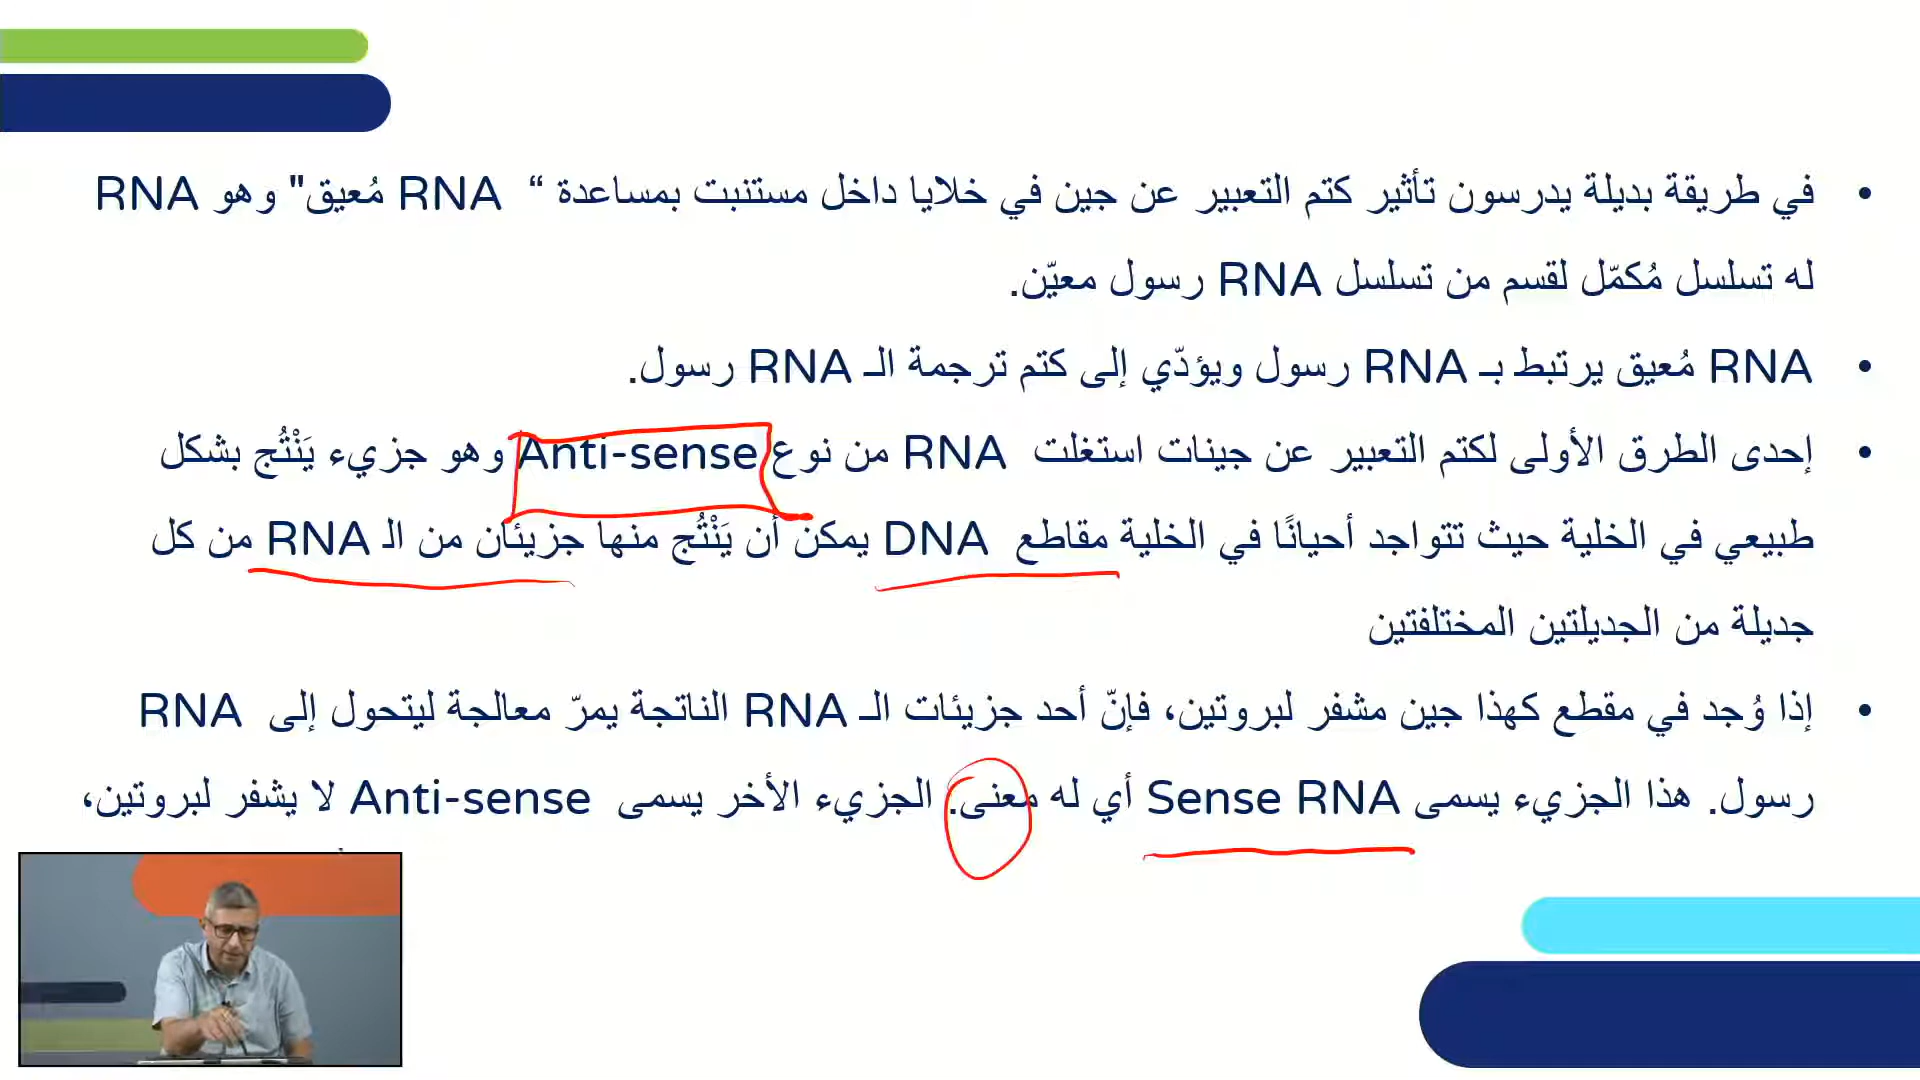 • في طريقة بديلة يدرسون تأثير كتم التعبير عن جين في خلايا داخل مستنبت بمساعدة “ RNA مُعيق" وهو RNA
له تسلسل مُكمّل لقسم من تسلسل RNA رسول معيّن.
• RNA مُعيق يرتبط بـ RNA رسول ويؤدّي إلى كتم ترجمة الـ RNA رسول.
• إحدى الطرق الأولى لكتم التعبير عن جينات استغلت RNA من نوع Anti-sense وهو جزيء يَنْتُج بشكل
طبيعي في الخلية حيث تتواجد أحيانًا في الخلية مقاطع DNA يمكن أن يَنْتُج منها جزيئان من الـ RNA من كل
جديلة من الجديلتين المختلفتين
• إذا وُجد في مقطع كهذا جين مشفر لبروتين، فإنّ أحد جزيئات الـ RNA الناتجة يمرّ معالجة ليتحول إلى RNA
رسول. هذا الجزيء يسمى Sense RNA أي له معنى. الجزيء الأخر يسمى Anti-sense لا يشفر لبروتين،